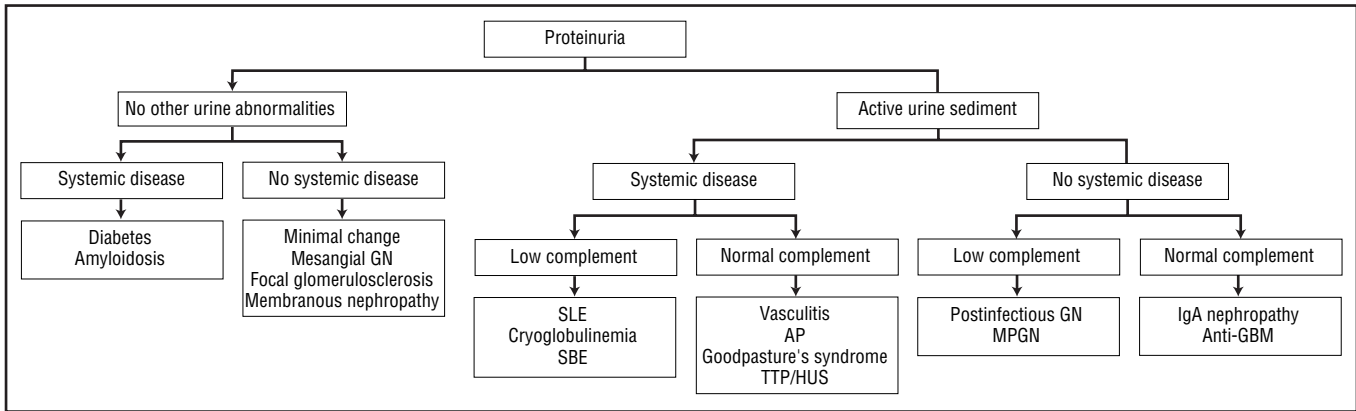 Proteinuria
No other urine abnormalities
Active urine sediment
Systemic disease
No systemic disease
Systemic disease
No systemic disease
Diabetes
Amyloidosis
Minimal change
Mesangial GN
Focal glomerulosclerosis
Membranous nephropathy
Low complement
Normal complement
Low complement
Normal complement
SLE
Cryoglobulinemia
SBE
Vasculitis
AP
Goodpasture's syndrome
TTP/HUS
Postinfectious GN
MPGN
IgA nephropathy
Anti-GBM